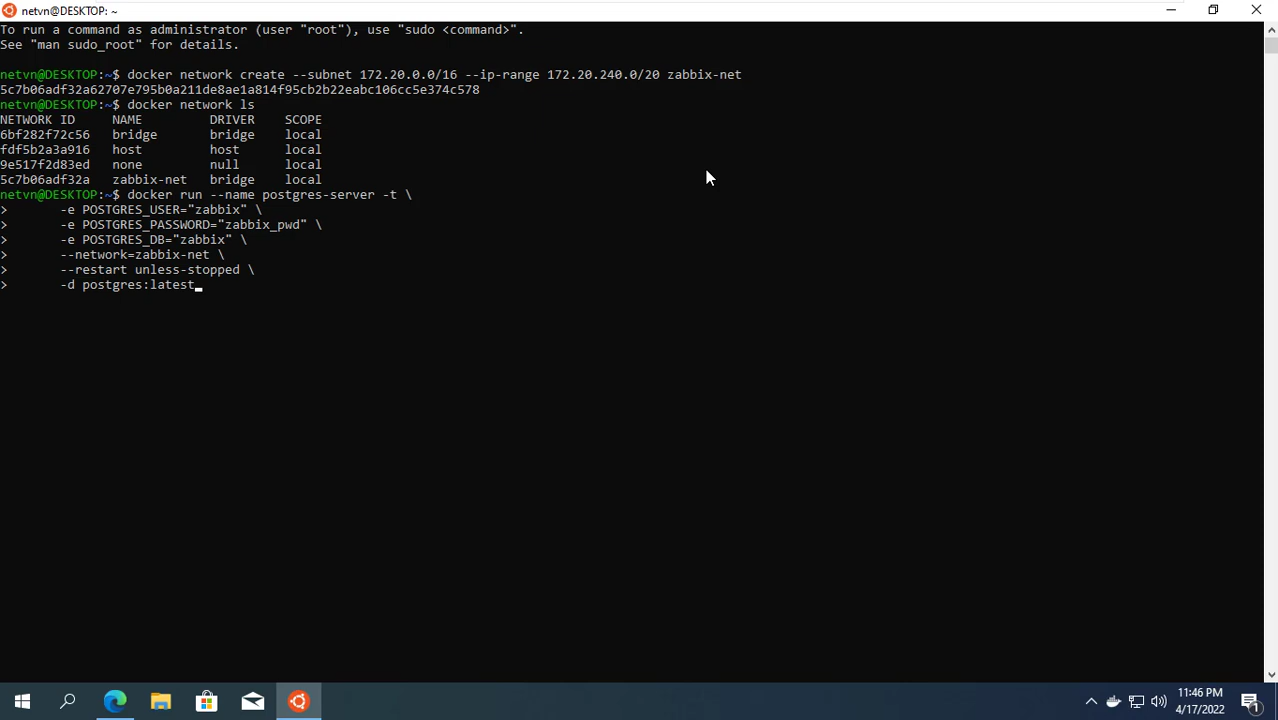 netvn@DESKTOP: ~
To run a command as administrator (user "root"), use "sudo <command>".
See "man sudo_root" for details.
netvn@DESKTOP:~$ docker network create --subnet 172.20.0.0/16 --ip-range 172.20.240.0/20 zabbix-net
5c7b06adf32a62707e795b0a211de8ae1a814f95cb2b22eabc106cc5e374c578
netvn@DESKTOP:~$ docker network ls
NETWORK ID     NAME         DRIVER    SCOPE
6bf282f72c56   bridge       bridge    local
fdf5b2a3a916   host         host      local
9e517f2d83ed   none         null      local
5c7b06adf32a   zabbix-net   bridge    local
netvn@DESKTOP:~$ docker run --name postgres-server -t \
>       -e POSTGRES_USER="zabbix" \
>       -e POSTGRES_PASSWORD="zabbix_pwd" \
>       -e POSTGRES_DB="zabbix" \
>       --network=zabbix-net \
>       --restart unless-stopped \
>       -d postgres:latest
11:46 PM
4/17/2022
1